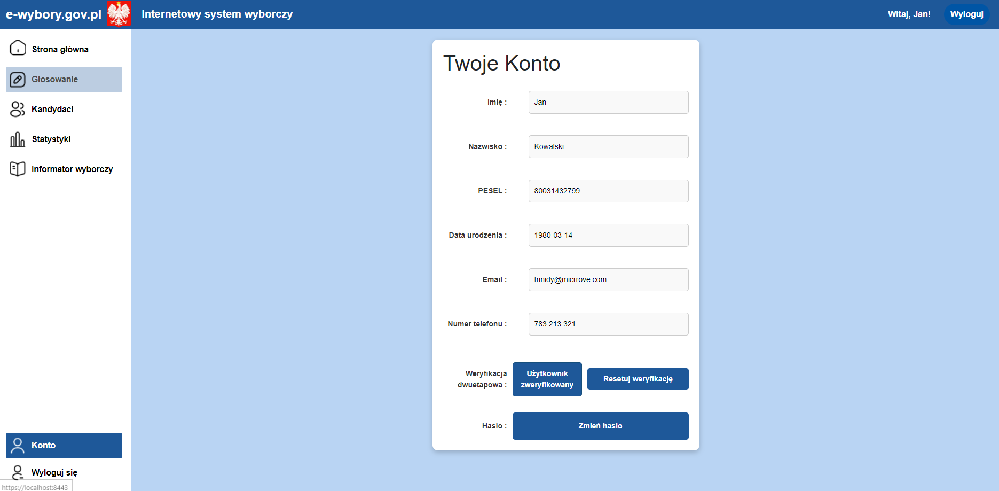 e-wybory.gov.pl
Internetowy system wyborczy
Witaj, Jan!
Wyloguj
Strona główna
Głosowanie
Kandydaci
Statystyki
Informator wyborczy
Twoje Konto
Imię :
Jan
Nazwisko :
Kowalski
PESEL :
80031432799
Data urodzenia :
1980-03-14
Email :
trinidy@micrrove.com
Numer telefonu :
783 213 321
Weryfikacja
dwuetapowa :
Użytkownik
zweryfikowany
Resetuj weryfikację
Hasło :
Zmień hasło
Konto
Wyloguj się
https://localhost:8443